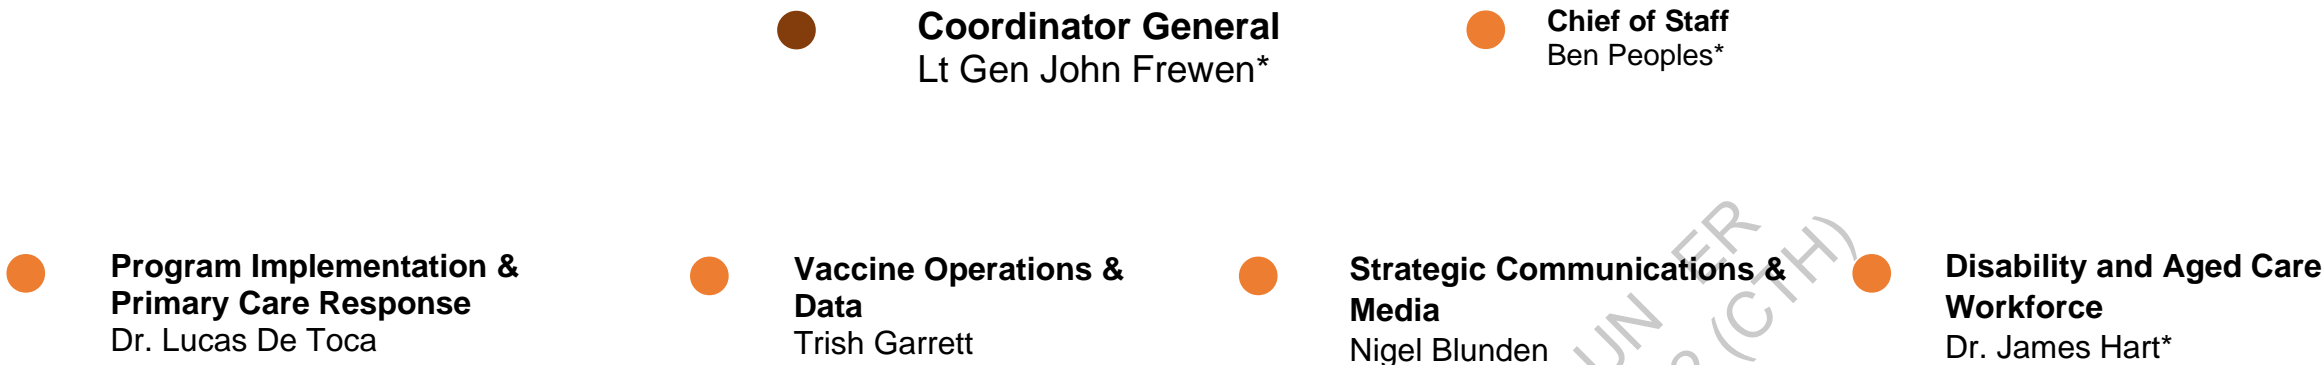 Coordinator General
Lt Gen John Frewen*
Chief of Staff
Ben Peoples*
Program Implementation &
Primary Care Response
Dr. Lucas De Toca
Vaccine Operations &
Data
Trish Garrett
Strategic Communications &
Media
Nigel Blunden
Disability and Aged Care
Workforce
Dr. James Hart*
(CTH)